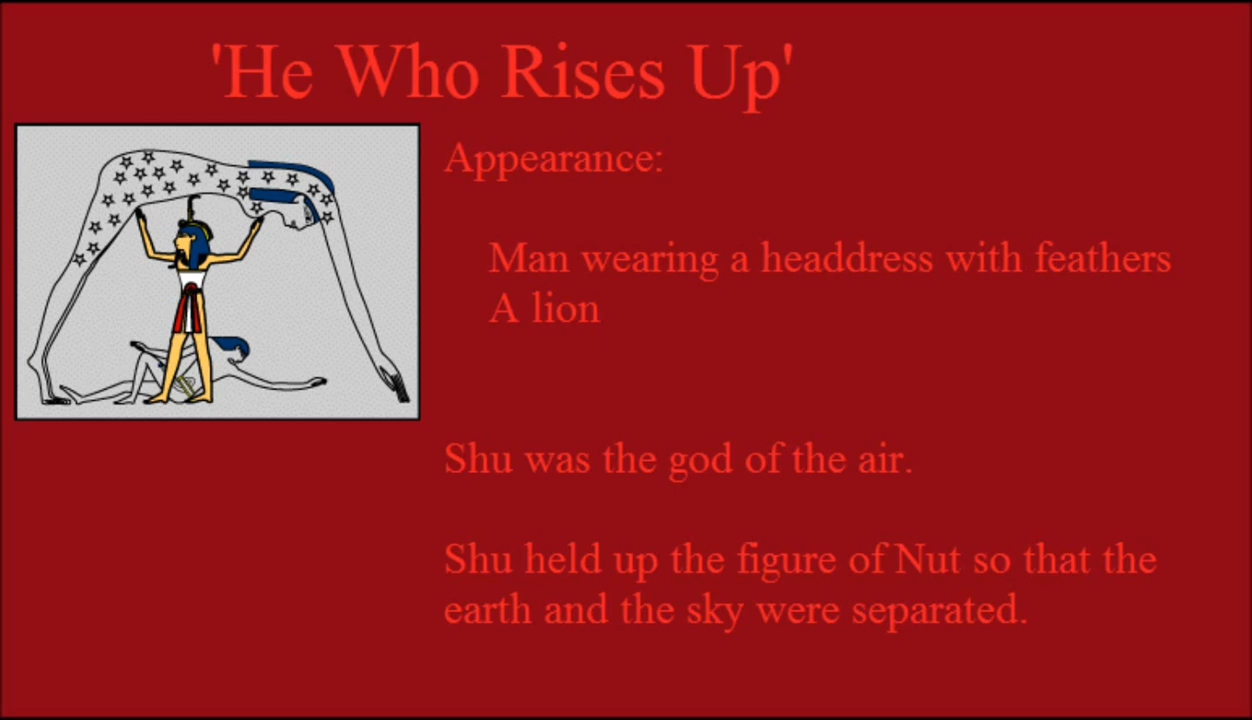 'He Who Rises Up'
Appearance:
Man wearing a headdress with feathers
A lion
Shu was the god of the air.
Shu held up the figure of Nut so that the
earth and the sky were separated.